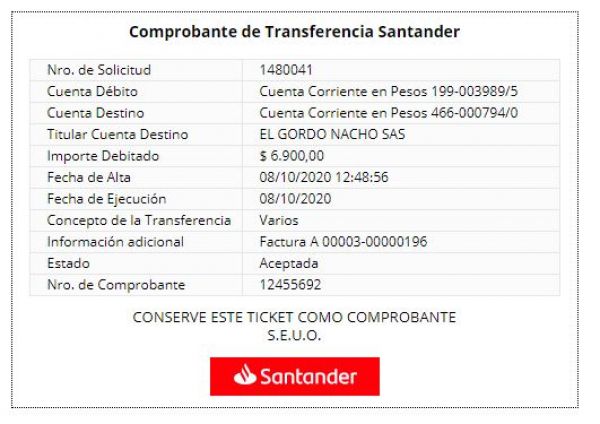 Comprobante de Transferencia Santander
Nro. de Solicitud 1480041
Cuenta Débito Cuenta Corriente en Pesos 199-003989/5
Cuenta Destino Cuenta Corriente en Pesos 466-000794/0
Titular Cuenta Destino EL GORDO NACHO SAS
Importe Debitado $ 6.900,00
Fecha de Alta 08/10/2020 12:48:56
Fecha de Ejecución 08/10/2020
Concepto de la Transferencia Varios
Información adicional Factura A 00003-00000196
Estado Aceptada
Nro. de Comprobante 12455692
CONSERVE ESTE TICKET COMO COMPROBANTE
S.E.U.O.
Santander